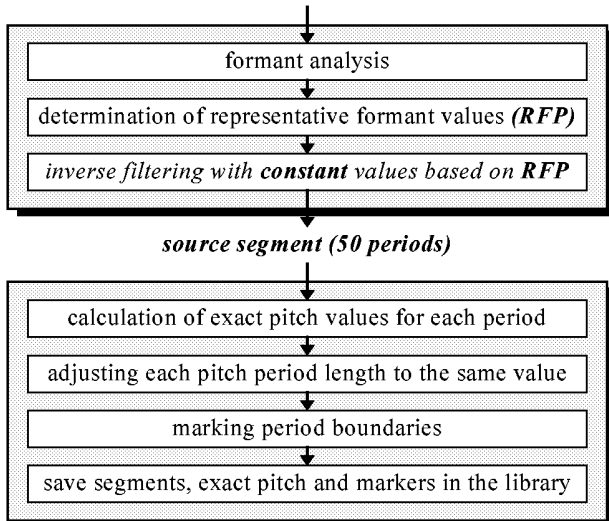 formant analysis
determination of representative formant values (RFP)
inverse filtering with constant values based on RFP
source segment (50 periods)
calculation of exact pitch values for each period
adjusting each pitch period length to the same value
marking period boundaries
save segments, exact pitch and markers in the library